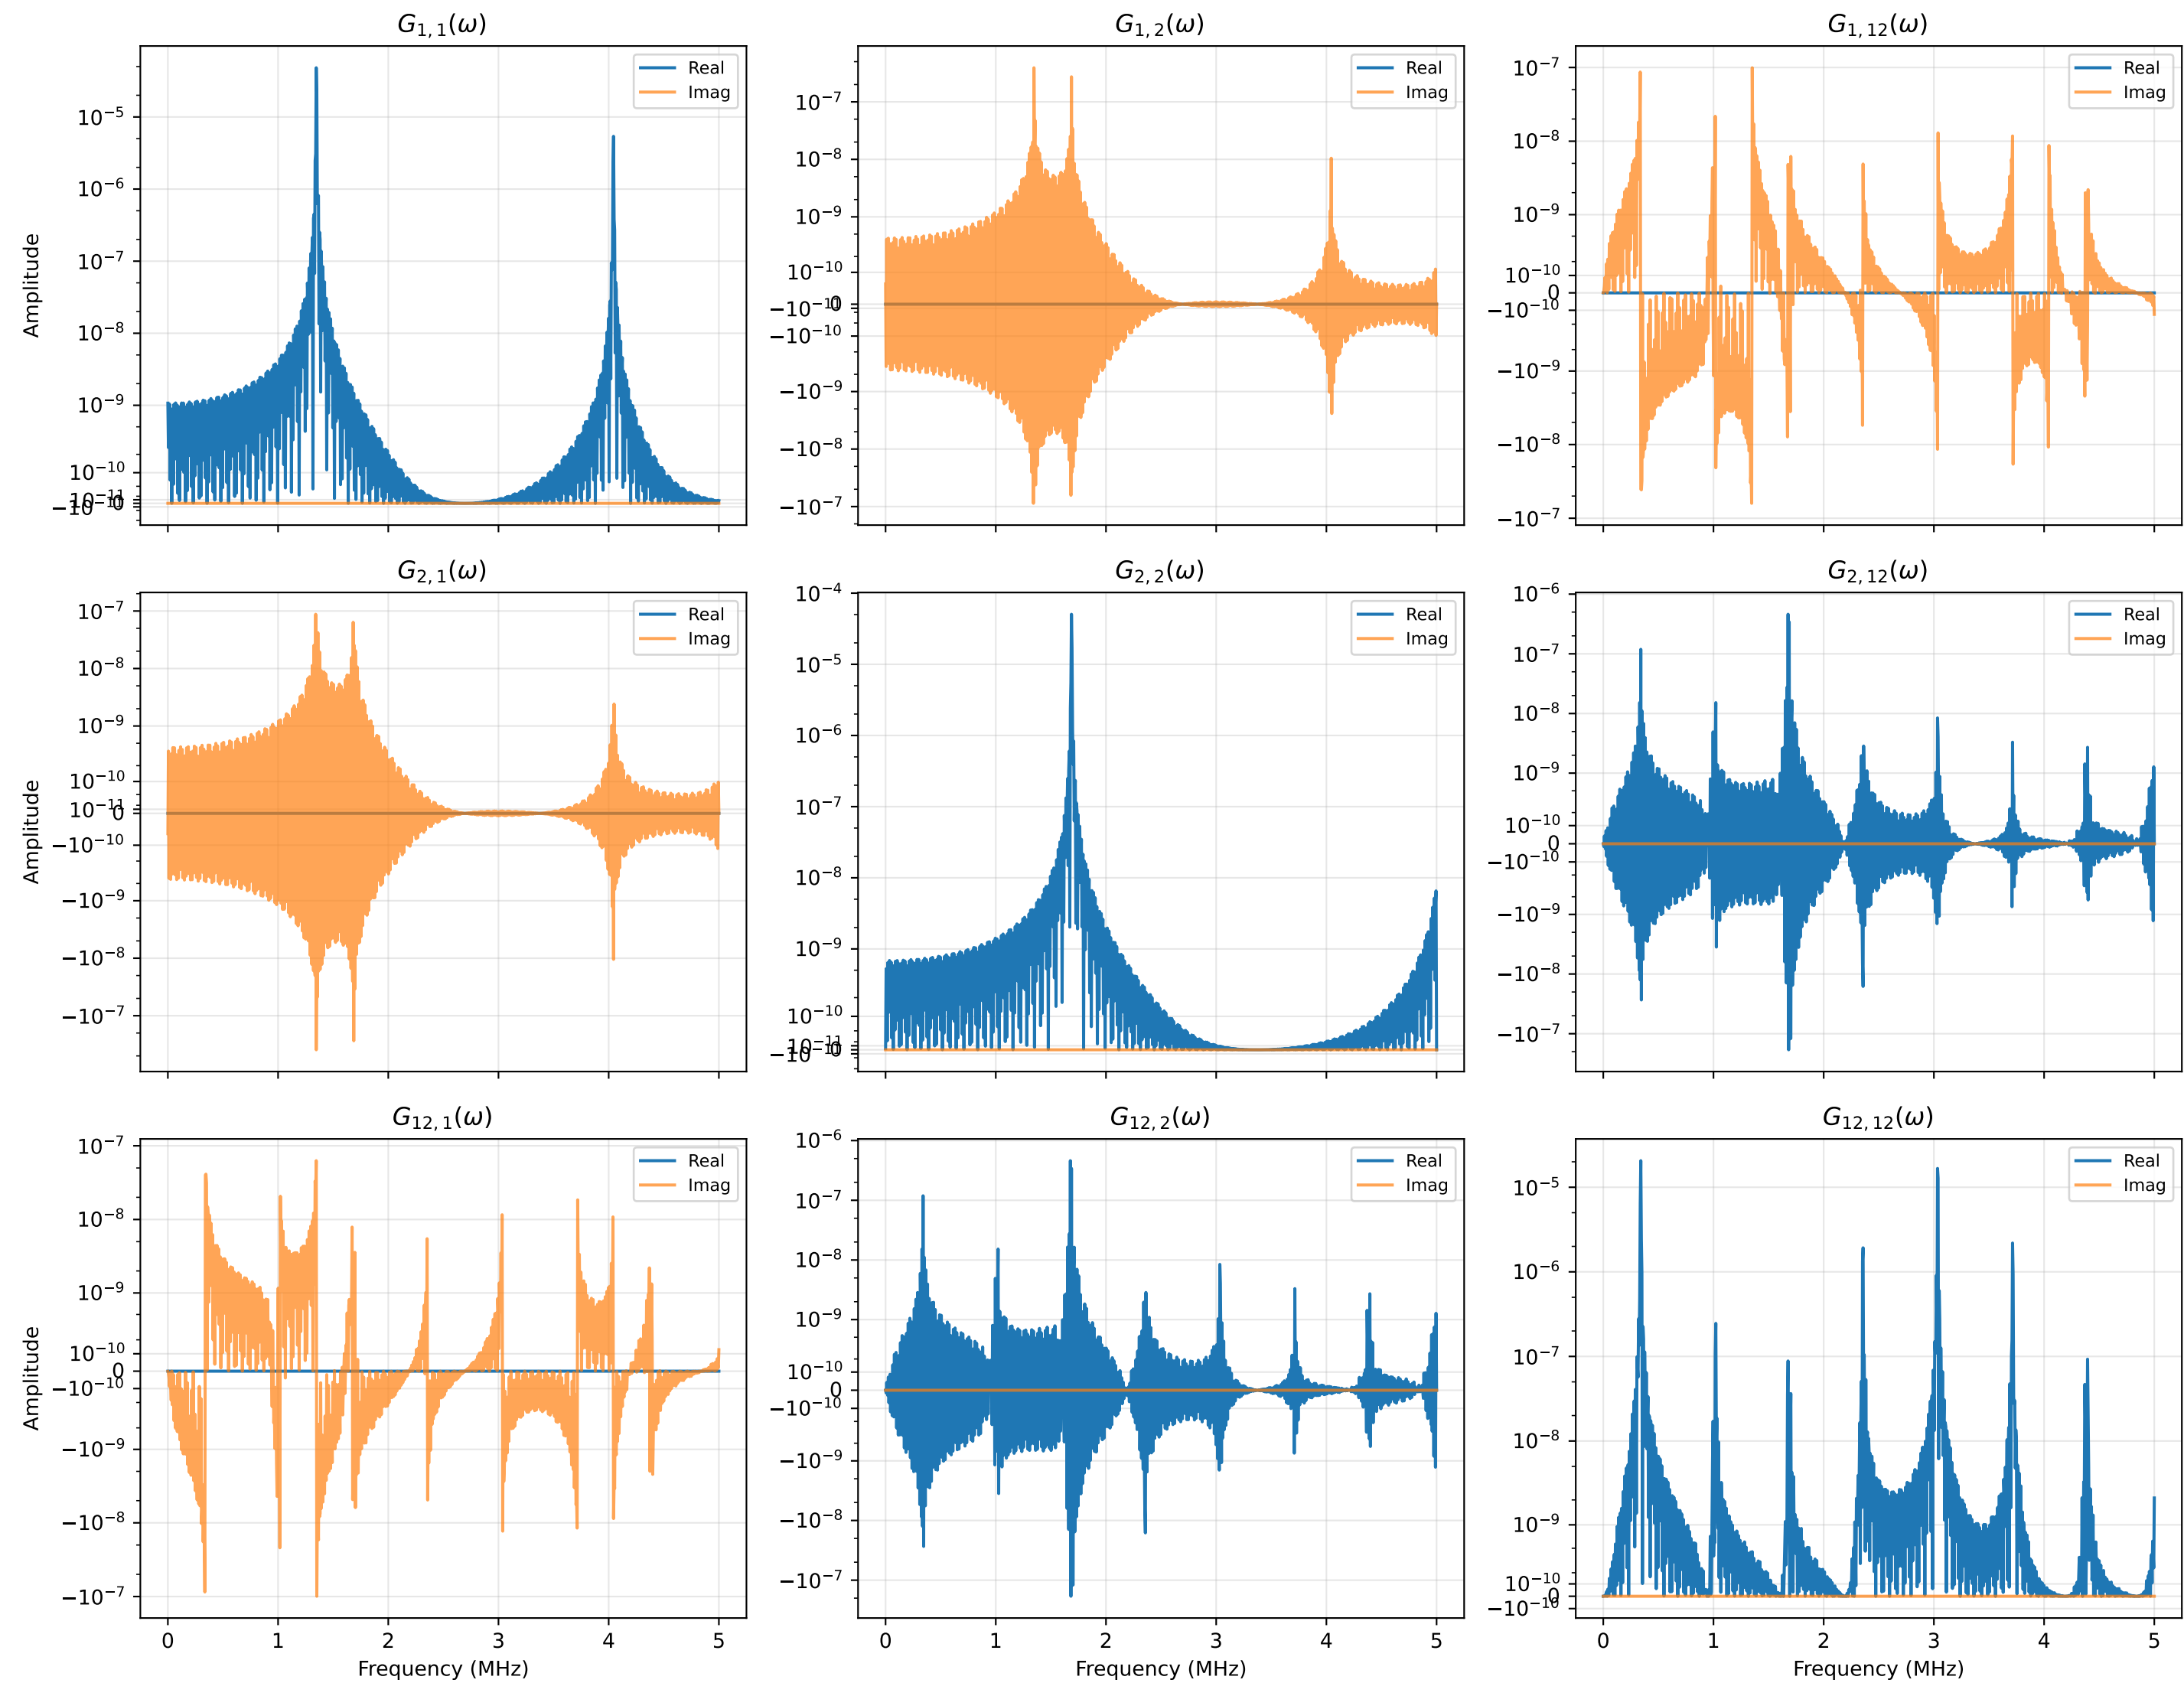 G₁,₁(ω)
Real
Imag
10⁻⁵
10⁻⁶
10⁻⁷
10⁻⁸
10⁻⁹
10⁻¹⁰
0
Amplitude
G₁,₂(ω)
Real
Imag
10⁻⁷
10⁻⁸
10⁻⁹
10⁻¹⁰
0
−10⁻¹⁰
−10⁻⁹
−10⁻⁸
−10⁻⁷
G₁,₁₂(ω)
Real
Imag
10⁻⁷
10⁻⁸
10⁻⁹
10⁻¹⁰
0
−10⁻¹⁰
−10⁻⁹
−10⁻⁸
−10⁻⁷
G₂,₁(ω)
Real
Imag
10⁻⁷
10⁻⁸
10⁻⁹
10⁻¹⁰
10⁻¹¹
0
−10⁻¹⁰
−10⁻⁹
−10⁻⁸
−10⁻⁷
Amplitude
G₂,₂(ω)
Real
Imag
10⁻⁴
10⁻⁵
10⁻⁶
10⁻⁷
10⁻⁸
10⁻⁹
10⁻¹⁰
10⁻¹¹
0
G₂,₁₂(ω)
Real
Imag
10⁻⁶
10⁻⁷
10⁻⁸
10⁻⁹
10⁻¹⁰
0
−10⁻¹⁰
−10⁻⁹
−10⁻⁸
−10⁻⁷
G₁₂,₁(ω)
Real
Imag
10⁻⁷
10⁻⁸
10⁻⁹
10⁻¹⁰
0
−10⁻¹⁰
−10⁻⁹
−10⁻⁸
−10⁻⁷
Amplitude
0 1 2 3 4 5
Frequency (MHz)
G₁₂,₂(ω)
Real
Imag
10⁻⁶
10⁻⁷
10⁻⁸
10⁻⁹
10⁻¹⁰
0
−10⁻¹⁰
−10⁻⁹
−10⁻⁸
−10⁻⁷
0 1 2 3 4 5
Frequency (MHz)
G₁₂,₁₂(ω)
Real
Imag
10⁻⁵
10⁻⁶
10⁻⁷
10⁻⁸
10⁻⁹
10⁻¹⁰
0
−10⁻¹⁰
0 1 2 3 4 5
Frequency (MHz)